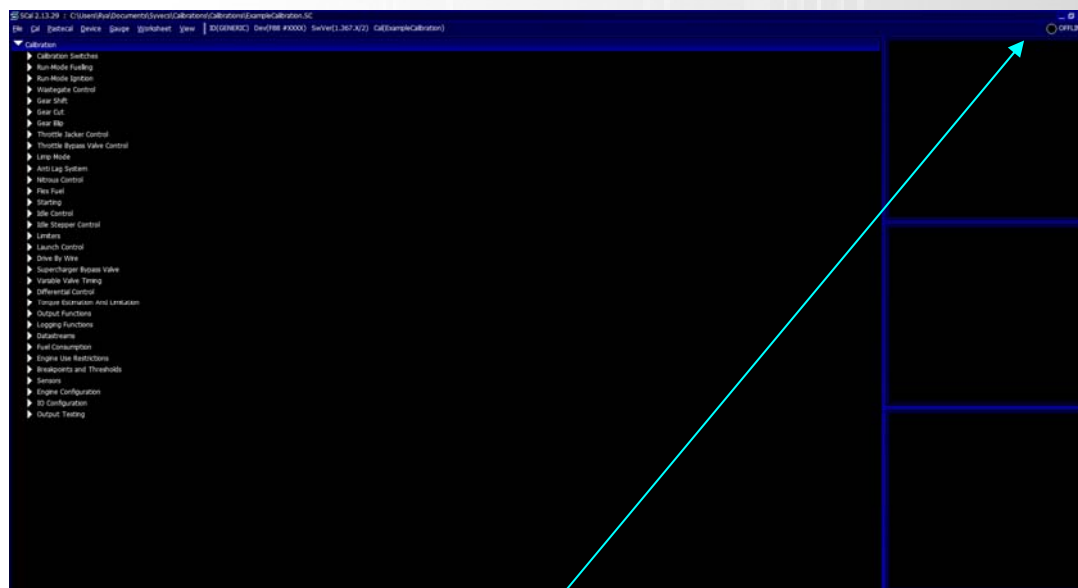 SCal 2.13.29 : C:\Users\Rya\Documents\Syvecs\Calibrations\Calibrations\ExampleCalibration.SC
File Cal Fastecal Device Gauge Worksheet View ID(GENERIC) Dev(F88 #XXXX) SwVer(1.367.X/2) Cal(ExampleCalibration) OFFLIN
Calibration
Calibration Switches
Run-Mode Fueling
Run-Mode Ignition
Wastegate Control
Gear Shift
Gear Cut
Gear Blip
Throttle Jacker Control
Throttle Bypass Valve Control
Limp Mode
Anti Lag System
Nitrous Control
Flex Fuel
Starting
Idle Control
Idle Stepper Control
Limiters
Launch Control
Drive By Wire
Supercharger Bypass Valve
Variable Valve Timing
Differential Control
Torque Estimation And Limitation
Output Functions
Logging Functions
Datastreams
Fuel Consumption
Engine Use Restrictions
Breakpoints and Thresholds
Sensors
Engine Configuration
IO Configuration
Output Testing